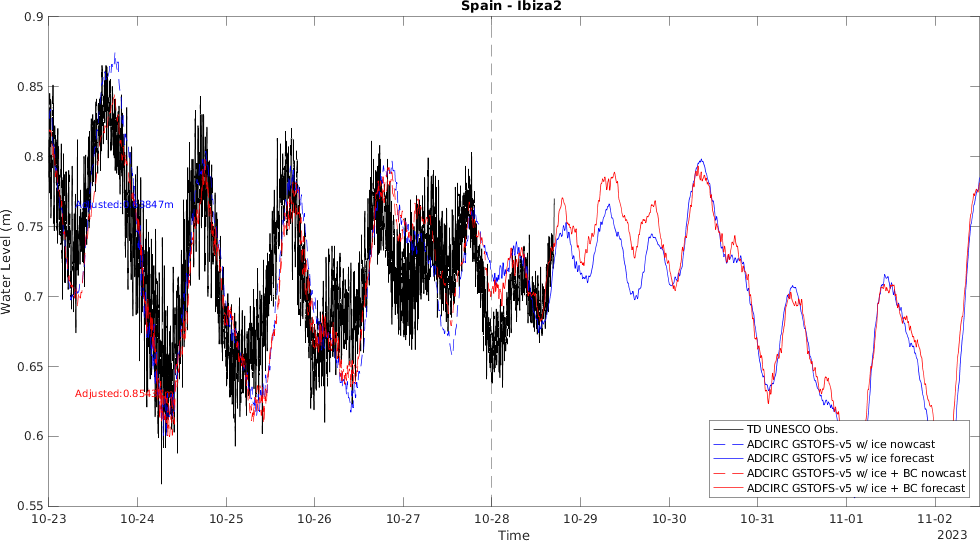 Spain - Ibiza2
0.9
0.85
0.8
0.75
0.7
0.65
0.6
0.55
Water Level (m)
Adjusted:
Adjusted:0.854
10-23
10-24
10-25
10-26
10-27
10-28
10-29
10-30
10-31
11-01
11-02
2023
Time
TD UNESCO Obs.
ADCIRC GSTOFS-v5 w/ ice nowcast
ADCIRC GSTOFS-v5 w/ ice forecast
ADCIRC GSTOFS-v5 w/ ice + BC nowcast
ADCIRC GSTOFS-v5 w/ ice + BC forecast